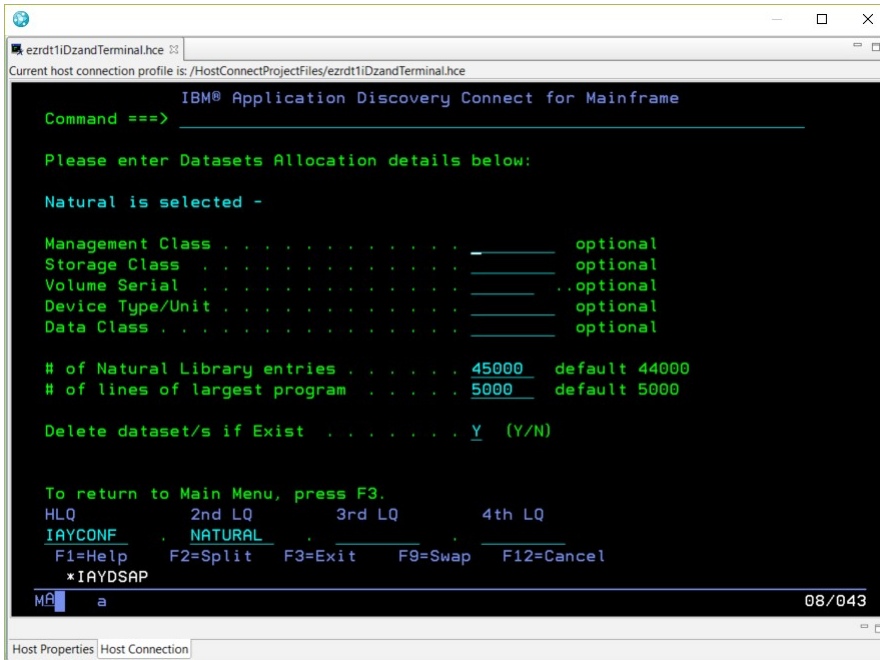 ezrdt1iDzandTerminal.hce
Current host connection profile is: /HostConnectProjectFiles/ezrdt1iDzandTerminal.hce
IBM® Application Discovery Connect for Mainframe
Command ===>
Please enter Datasets Allocation details below:
Natural is selected -
Management Class . . . . . . . . . . . . optional
Storage Class . . . . . . . . . . . . . optional
Volume Serial . . . . . . . . . . . . . ..optional
Device Type/Unit . . . . . . . . . . . . optional
Data Class . . . . . . . . . . . . . . . optional
# of Natural Library entries . . . . . . 45000 default 44000
# of lines of largest program . . . . . 5000 default 5000
Delete dataset/s if Exist . . . . . . . Y (Y/N)
To return to Main Menu, press F3.
HLQ 2nd LQ 3rd LQ 4th LQ
IAYCONF . NATURAL . .
F1=Help F2=Split F3=Exit F9=Swap F12=Cancel
*IAYDSAP
MA a 08/043
Host Properties Host Connection